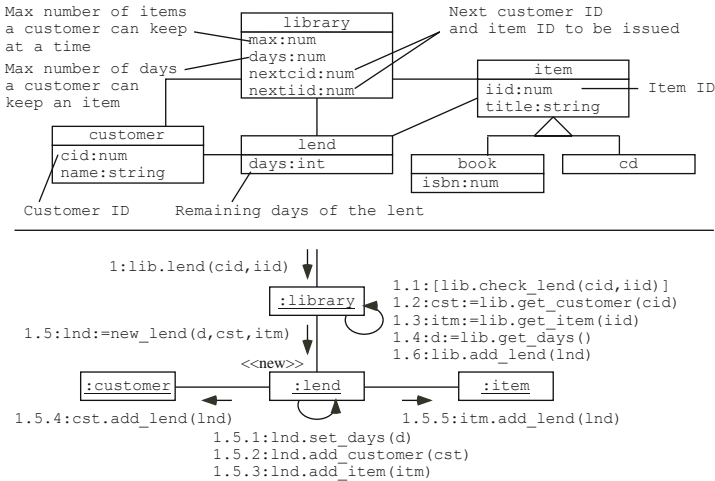 Max number of items
a customer can keep
at a time
Max number of days
a customer can
keep an item
library
max:num
days:num
nextcid:num
nextiid:num
Next customer ID
and item ID to be issued
item
iid:num
title:string
Item ID
customer
cid:num
name:string
lend
days:int
book
isbn:num
cd
Customer ID
Remaining days of the lent
1:lib.lend(cid,iid)
:library
1.1:[lib.check_lend(cid,iid)]
1.2:cst:=lib.get_customer(cid)
1.3:itm:=lib.get_item(iid)
1.4:d:=lib.get_days()
1.6:lib.add_lend(lnd)
1.5:lnd:=new_lend(d,cst,itm)
<<new>>
:customer
:lend
:item
1.5.4:cst.add_lend(lnd)
1.5.5:itm.add_lend(lnd)
1.5.1:lnd.set_days(d)
1.5.2:lnd.add_customer(cst)
1.5.3:lnd.add_item(itm)